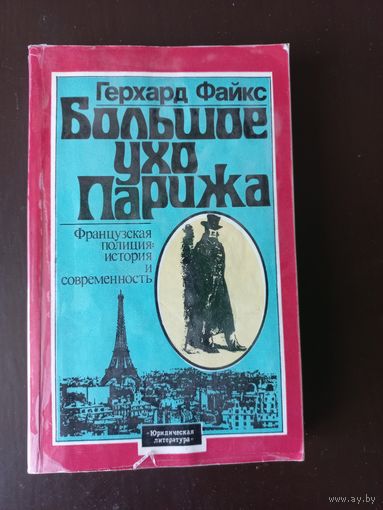 Герхард Файкс
Большое
ухо
Парижа
Французская
полиция:
история
и
современность
«Юридическая
литература»
www.ay.by